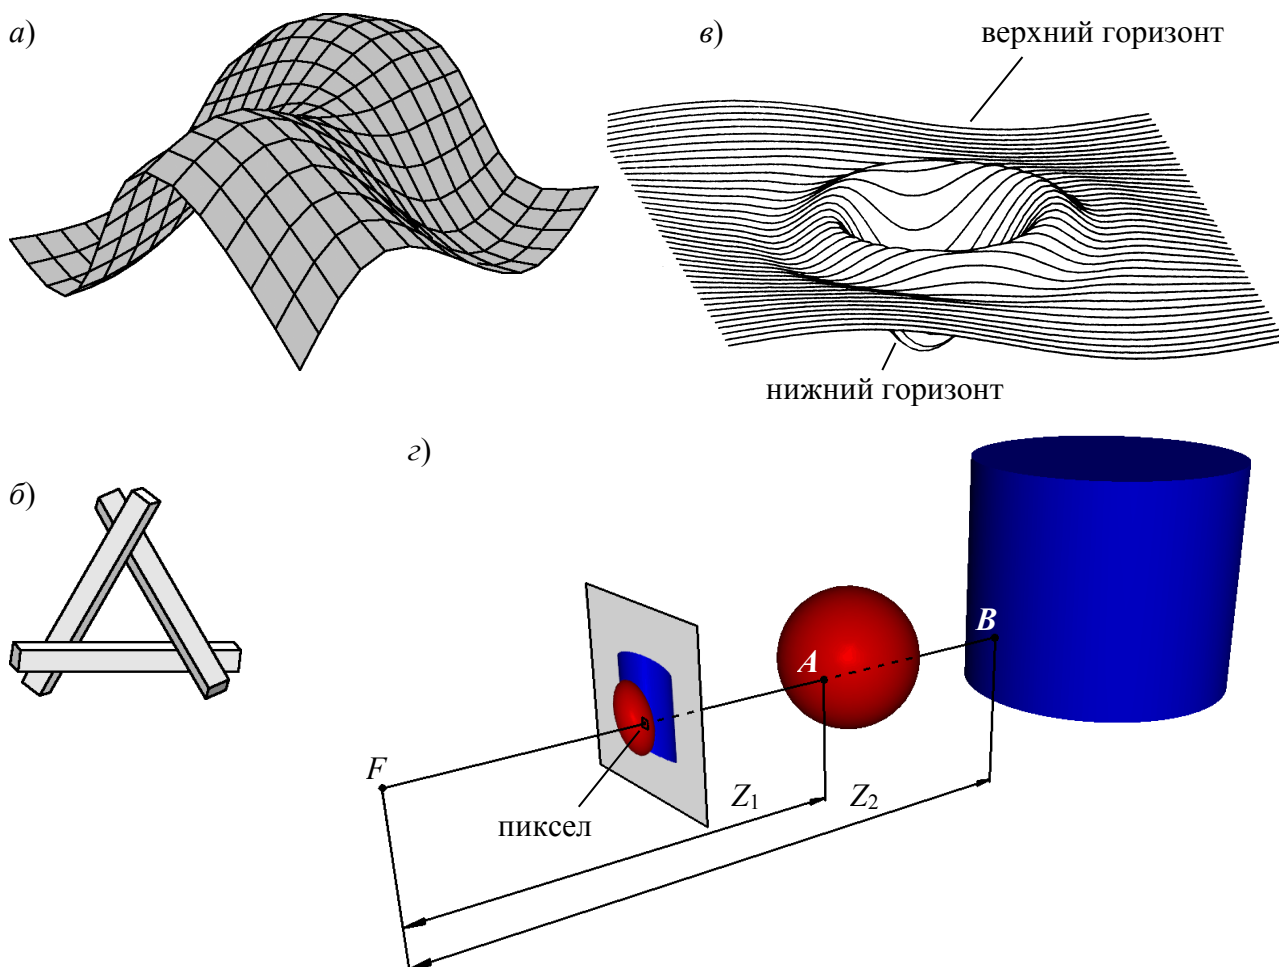 а)
в)
верхний горизонт
нижний горизонт
г)
б)
B
A
F
Z1
Z2
пиксел